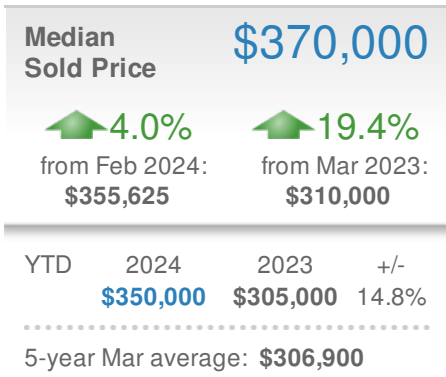 Median
Sold Price
$370,000
4.0%
from Feb 2024:
$355,625
19.4%
from Mar 2023:
$310,000
YTD 2024 2023 +/-
$350,000 $305,000 14.8%
5-year Mar average: $306,900